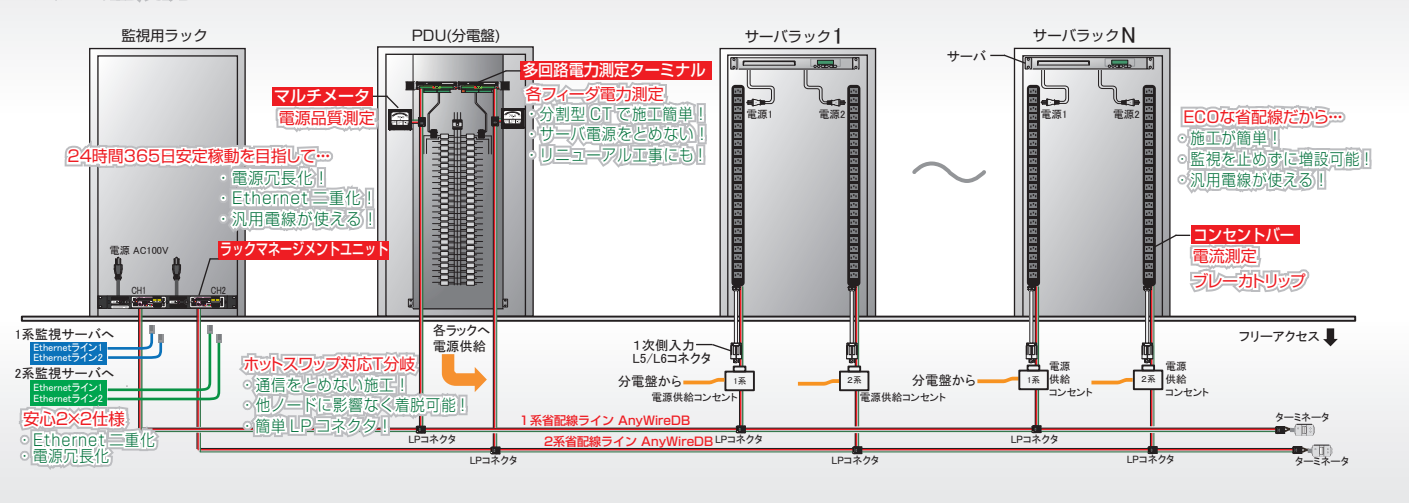 監視用ラック
24時間365日安定稼動を目指して…
◦電源冗長化！
◦Ethernet 二重化！
◦汎用電線が使える！
電源 AC100V
ラックマネージメントユニット
CH1
CH2
1系監視サーバへ
Ethernetライン1
Ethernetライン2
2系監視サーバへ
Ethernetライン1
Ethernetライン2
安心2×2仕様
◦Ethernet 二重化
◦電源冗長化
PDU(分電盤)
マルチメータ
電源品質測定
多回路電力測定ターミナル
各フィーダ電力測定
◦分割型 CTで施工簡単！
◦サーバ電源をとめない！
◦リニューアル工事にも！
各ラックへ
電源供給
ホットスワップ対応T分岐
◦通信をとめない施工！
◦他ノードに影響なく着脱可能！
◦簡単 LP コネクタ！
サーバラック1
電源1
電源2
1次側入力
L5/L6コネクタ
分電盤から
1系
電源供給コンセント
2系
電源供給コンセント
サーバラックN
サーバ
電源1
電源2
ECOな省配線だから…
◦施工が簡単！
◦監視を止めずに増設可能！
◦汎用電線が使える！
コンセントバー
電流測定
ブレーカトリップ
フリーアクセス
分電盤から
1系
電源
供給
コンセント
2系
電源
供給
コンセント
1系省配線ライン AnyWireDB
LPコネクタ
LPコネクタ
LPコネクタ
ターミネータ
2系省配線ライン AnyWireDB
LPコネクタ
LPコネクタ
LPコネクタ
ターミネータ